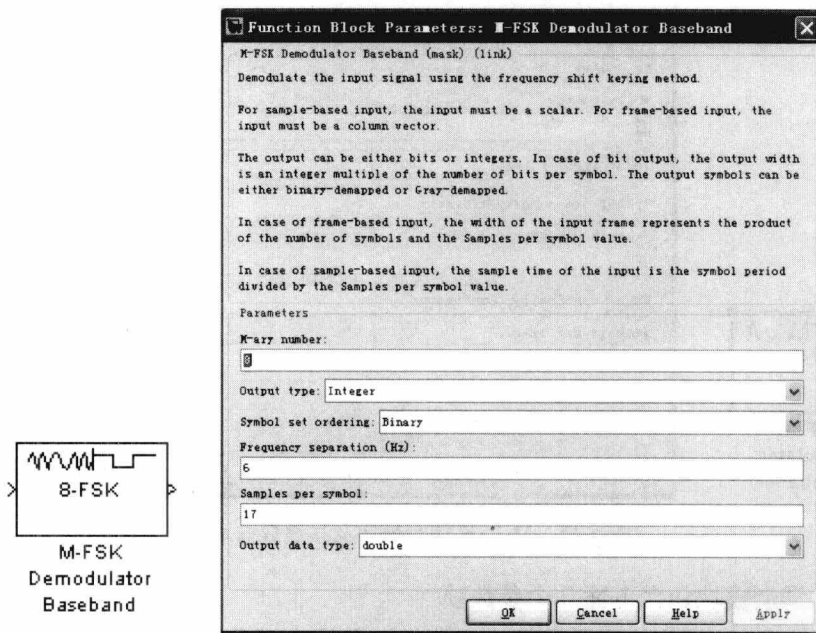 Function Block Parameters: M-FSK Demodulator Baseband
M-FSK Demodulator Baseband (mask) (link)
Demodulate the input signal using the frequency shift keying method.
For sample-based input, the input must be a scalar. For frame-based input, the
input must be a column vector.
The output can be either bits or integers. In case of bit output, the output width
is an integer multiple of the number of bits per symbol. The output symbols can be
either binary-demapped or Gray-demapped.
In case of frame-based input, the width of the input frame represents the product
of the number of symbols and the Samples per symbol value.
In case of sample-based input, the sample time of the input is the symbol period
divided by the Samples per symbol value.
Parameters
M-ary number:
8
Output type: Integer
Symbol set ordering: Binary
Frequency separation (Hz):
6
Samples per symbol:
17
Output data type: double
OK Cancel Help Apply
8-FSK
M-FSK
Demodulator
Baseband